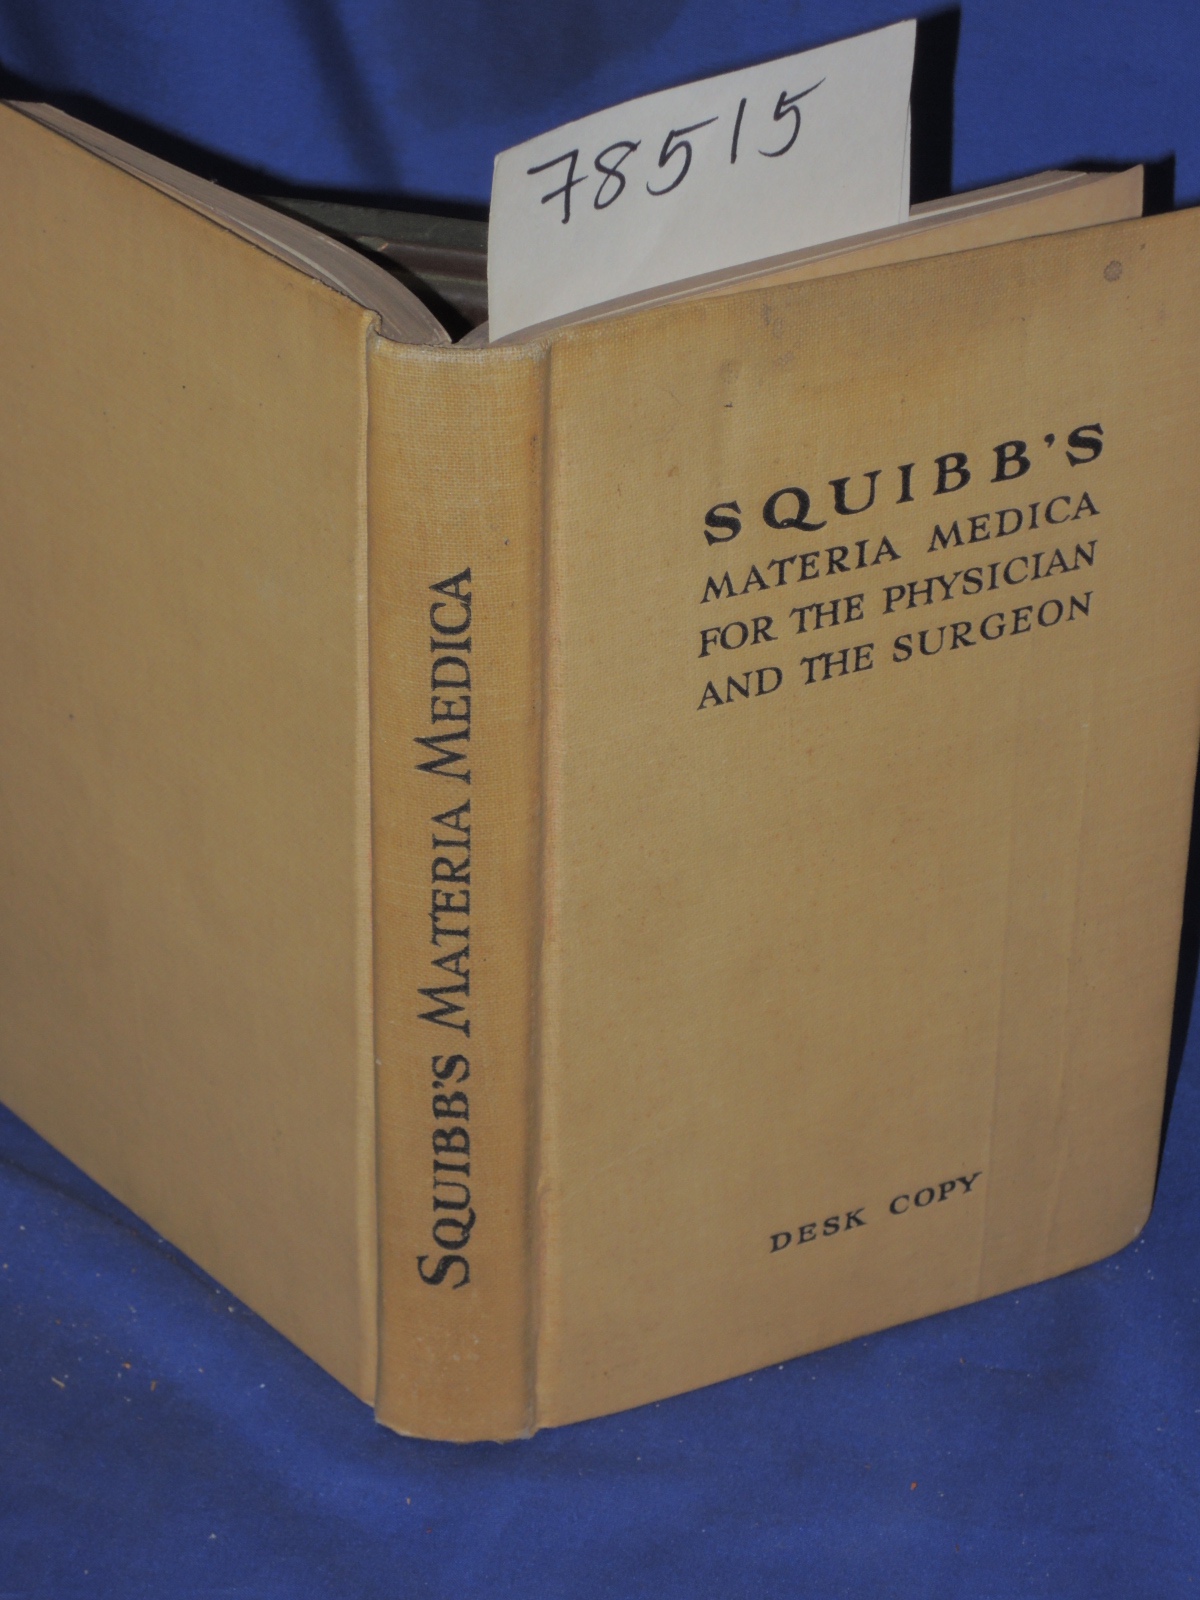 78515
SQUIBB'S
MATERIA MEDICA
FOR THE PHYSICIAN
AND THE SURGEON
DESK COPY
SQUIBB'S MATERIA MEDICA